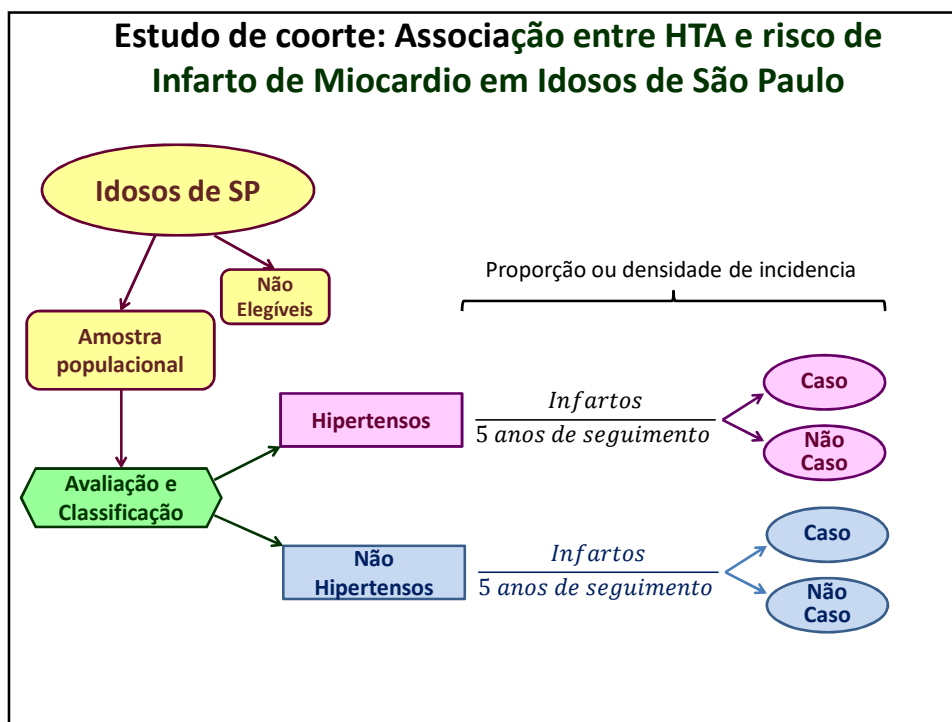 Estudo de coorte: Associação entre HTA e risco de
Infarto de Miocardio em Idosos de São Paulo
Idosos de SP
Não
Elegíveis
Proporção ou densidade de incidencia
Amostra
populacional
Hipertensos
Infartos
5 anos de seguimento
Caso
Não
Caso
Avaliação e
Classificação
Não
Hipertensos
Infartos
5 anos de seguimento
Caso
Não
Caso